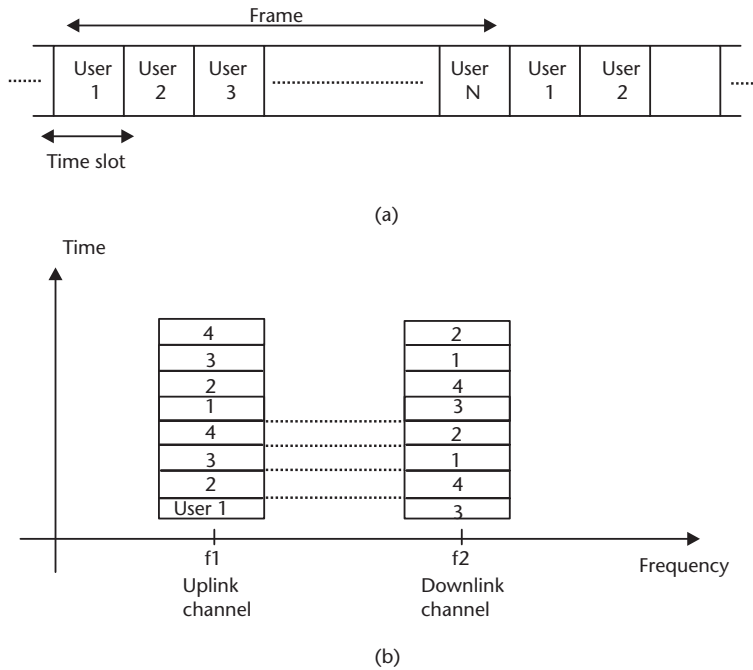 Frame
...... User 1 User 2 User 3 ...................... User N User 1 User 2 ....
Time slot
(a)
Time
4 2
3 1
2 4
1 3
4 2
3 1
2 4
User 1 3
f1 f2 Frequency
Uplink channel Downlink channel
(b)